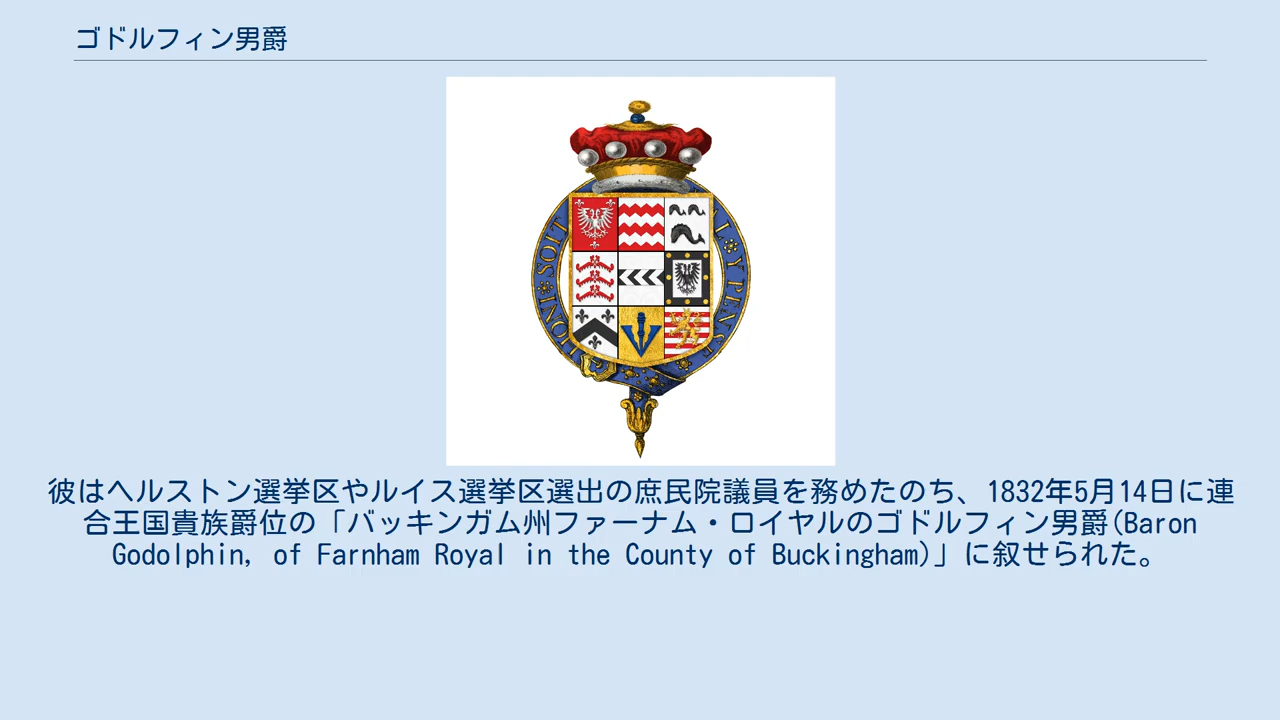 ゴドルフィン男爵
SOIT
Y PENSE
彼はヘルストン選挙区やルイス選挙区選出の庶民院議員を務めたのち、1832年5月14日に連
合王国貴族爵位の「バッキンガム州ファーナム・ロイヤルのゴドルフィン男爵(Baron
Godolphin, of Farnham Royal in the County of Buckingham)」に叙せられた。